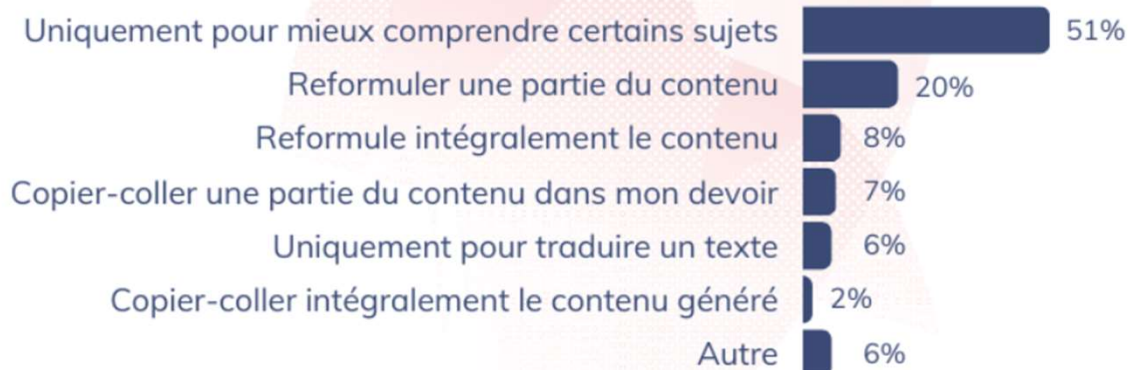 Uniquement pour mieux comprendre certains sujets 51%
Reformuler une partie du contenu 20%
Reformule intégralement le contenu 8%
Copier-coller une partie du contenu dans mon devoir 7%
Uniquement pour traduire un texte 6%
Copier-coller intégralement le contenu généré 2%
Autre 6%